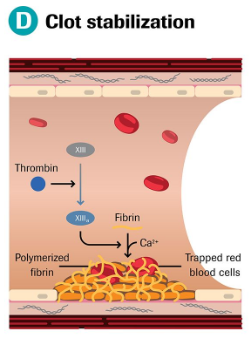 D Clot stabilization
XIII
Thrombin
XIIIa
Fibrin
Ca²⁺
Polymerized
fibrin
Trapped red
blood cells